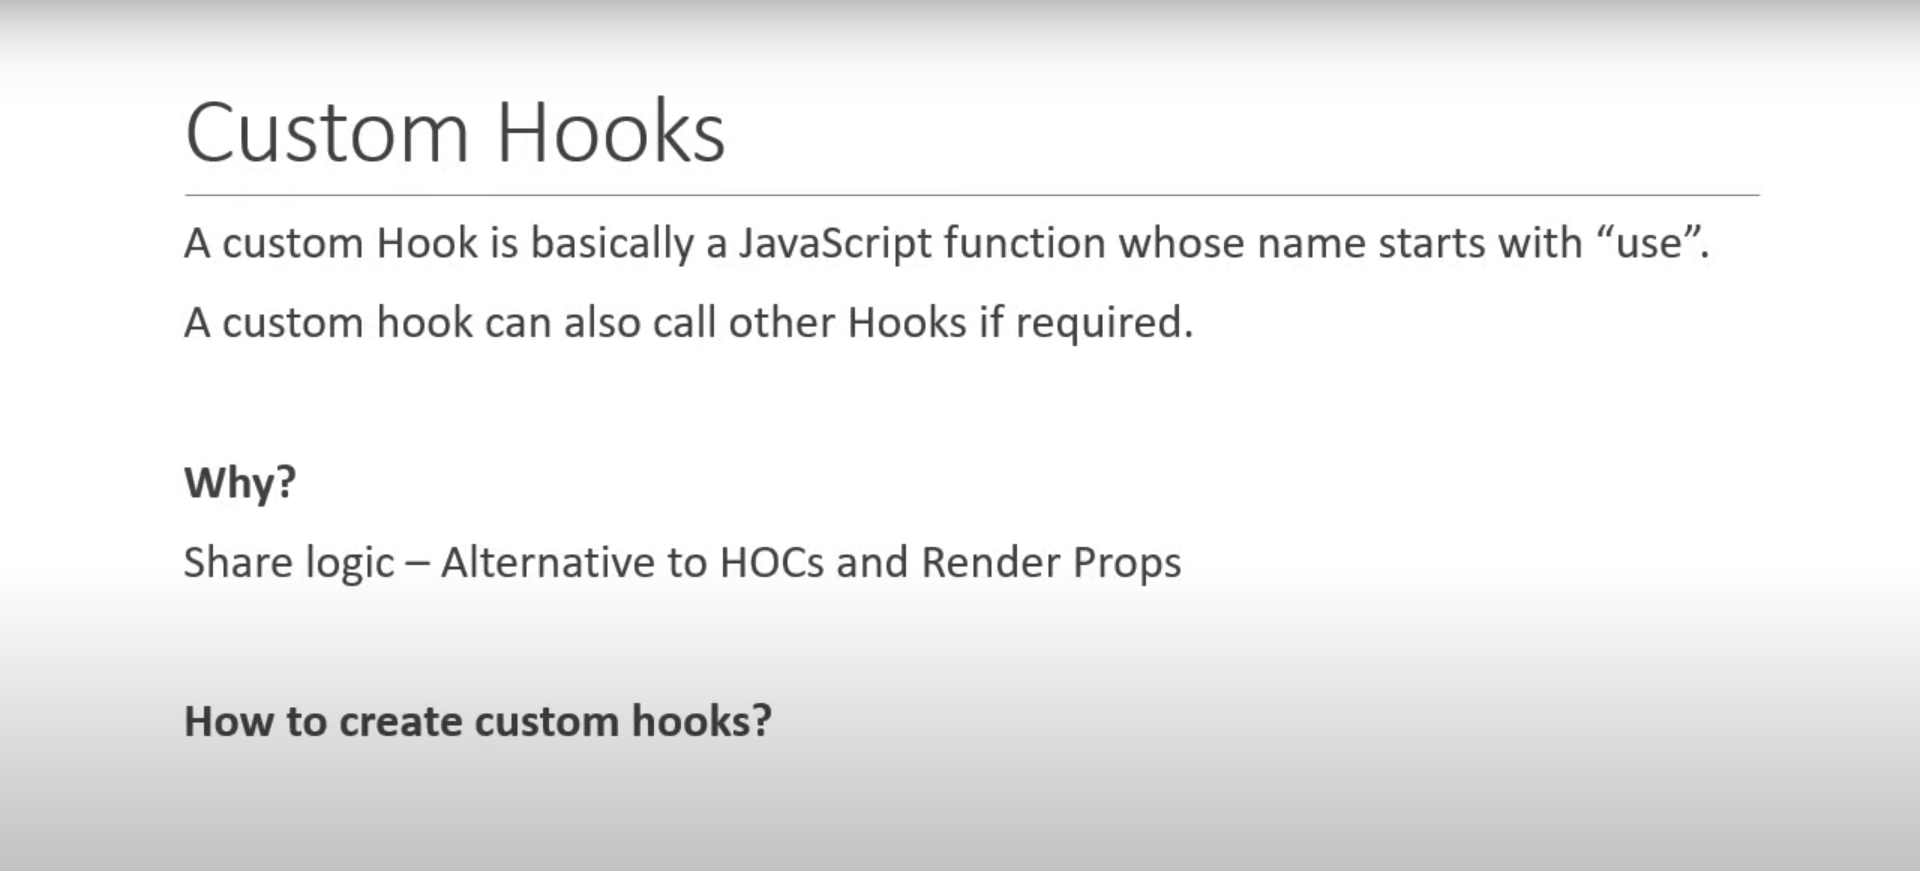 Custom Hooks
A custom Hook is basically a JavaScript function whose name starts with “use”.
A custom hook can also call other Hooks if required.
Why?
Share logic – Alternative to HOCs and Render Props
How to create custom hooks?